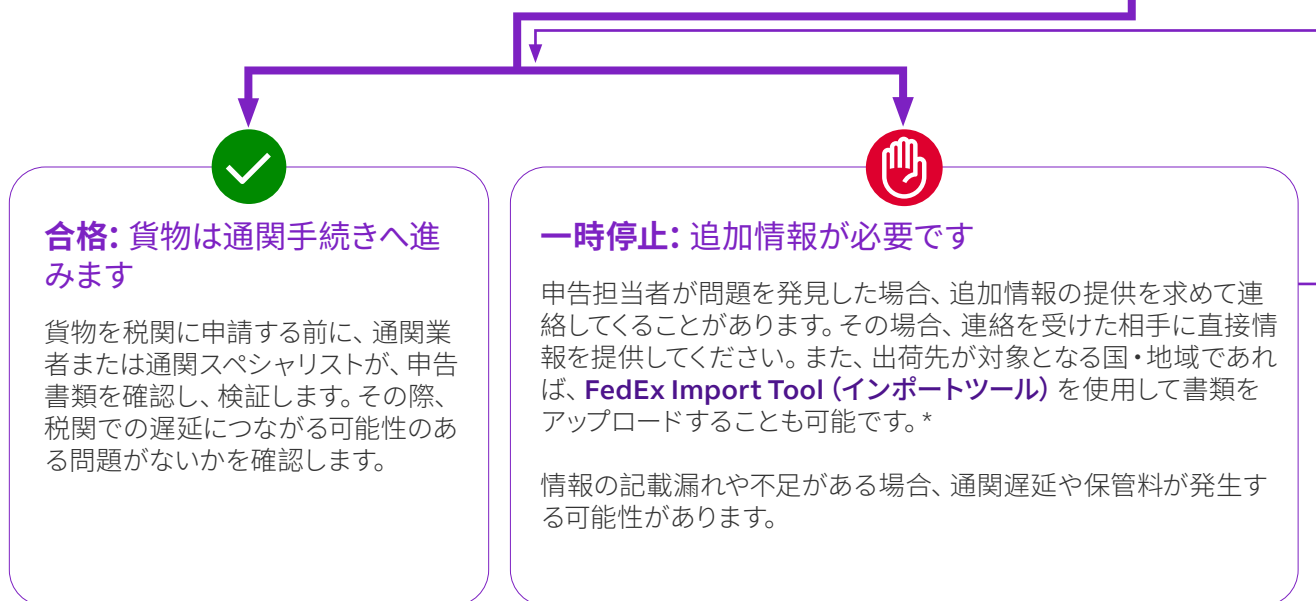 合格: 貨物は通関手続きへ進
みます
貨物を税関に申請する前に、通関業
者または通関スペシャリストが、申告
書類を確認し、検証します。その際、
税関での遅延につながる可能性のあ
る問題がないかを確認します。
一時停止: 追加情報が必要です
申告担当者が問題を発見した場合、追加情報の提供を求めて連
絡してくることがあります。その場合、連絡を受けた相手に直接情
報を提供してください。また、出荷先が対象となる国・地域であれ
ば、FedEx Import Tool（インポートツール）を使用して書類を
アップロードすることも可能です。*
情報の記載漏れや不足がある場合、通関遅延や保管料が発生す
る可能性があります。